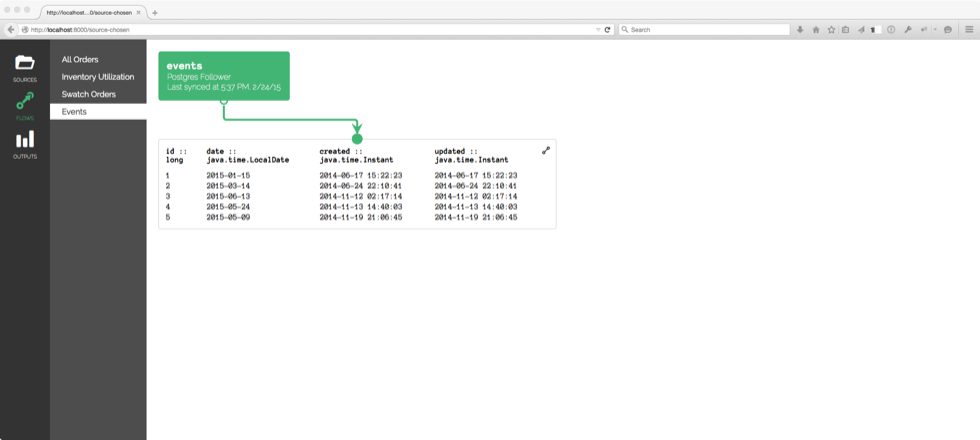 http://localhost...0/source-chosen
http://localhost:8000/source-chosen
Search
SOURCES
FLOWS
OUTPUTS
All Orders
Inventory Utilization
Swatch Orders
Events
events
Postgres Follower
Last synced at 5:37 PM, 2/24/15
id :: date :: created :: updated ::
long java.time.LocalDate java.time.Instant java.time.Instant
1 2015-01-15 2014-06-17 15:22:23 2014-06-17 15:22:23
2 2015-03-14 2014-06-24 22:10:41 2014-06-24 22:10:41
3 2015-06-13 2014-11-12 02:17:14 2014-11-12 02:17:14
4 2015-05-24 2014-11-13 14:40:03 2014-11-13 14:40:03
5 2015-05-09 2014-11-19 21:06:45 2014-11-19 21:06:45